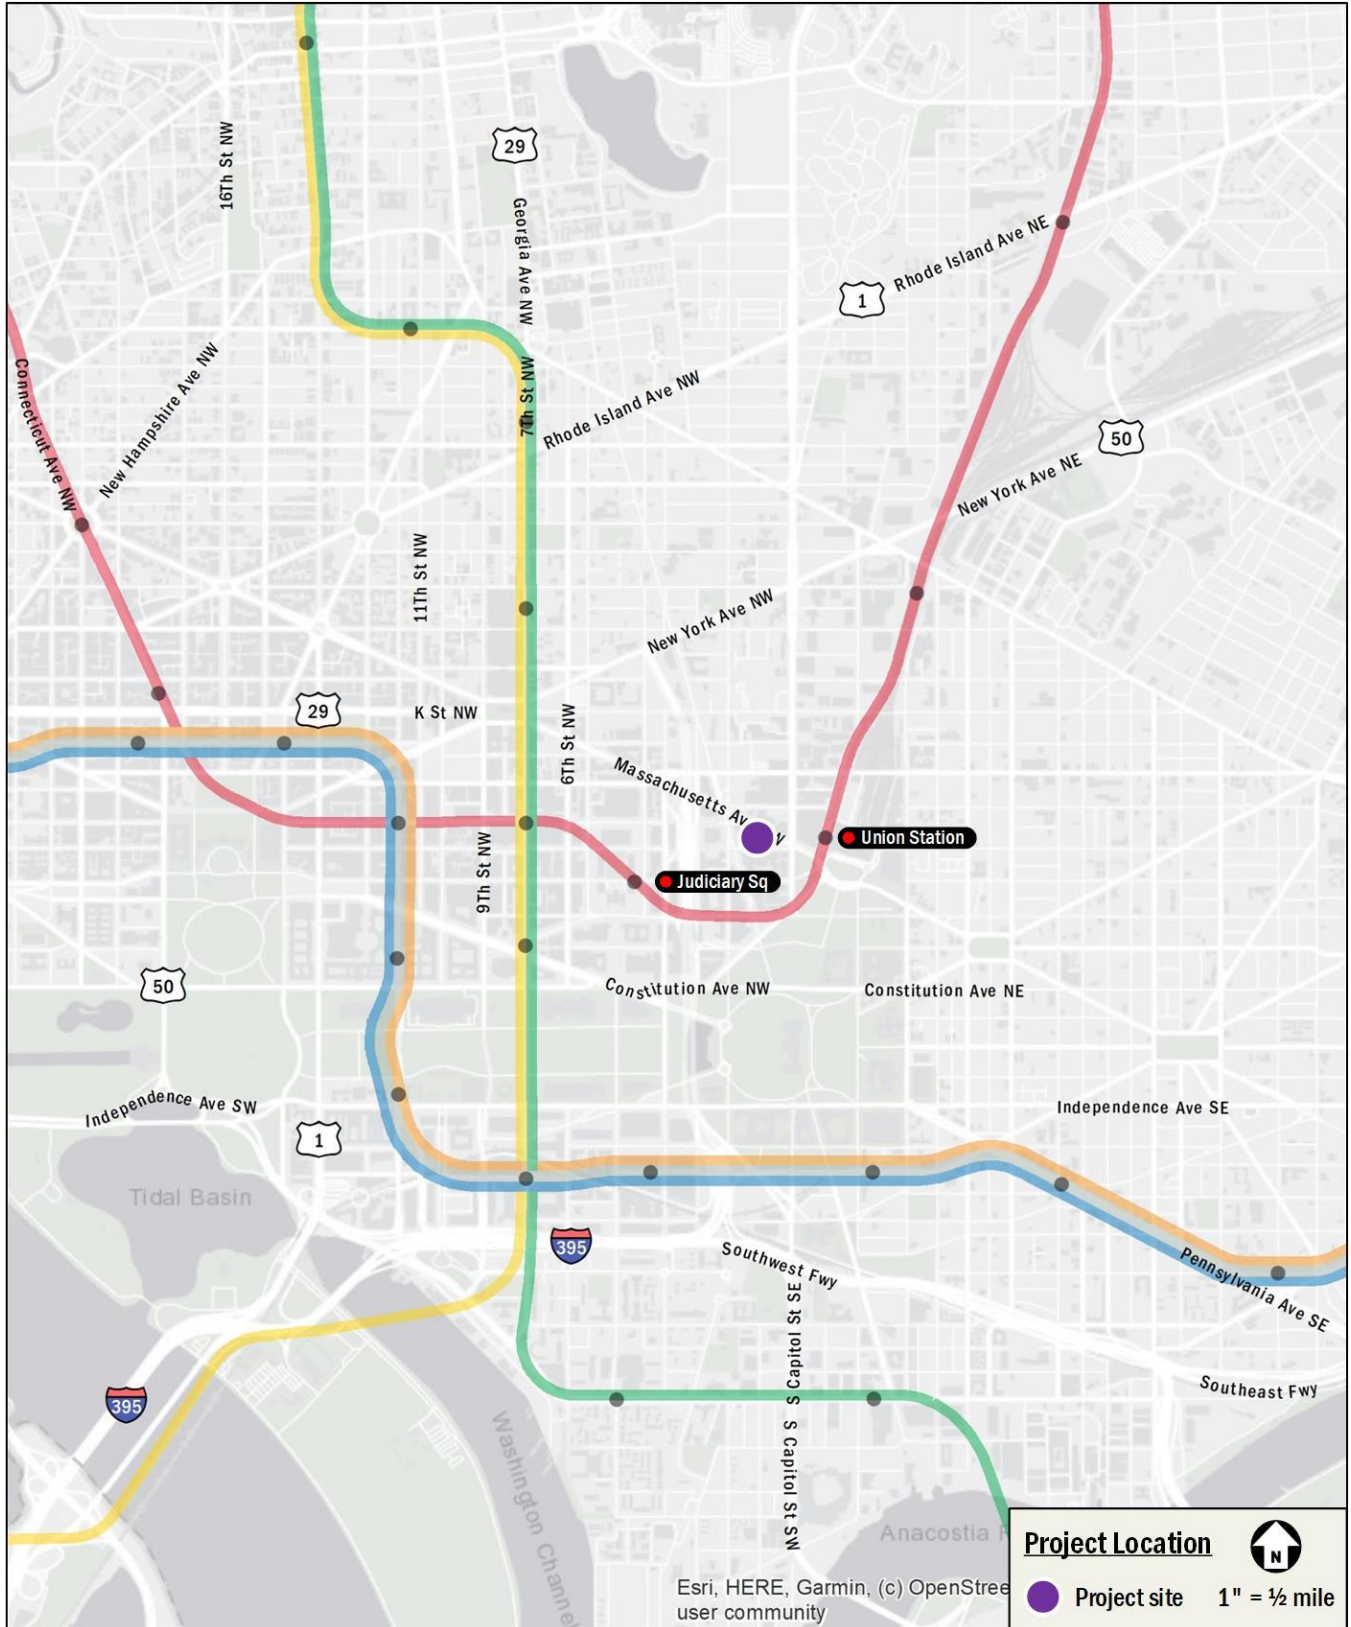 16Th St NW
29
Georgia Ave NW
Rhode Island Ave NE
1
Connecticut Ave NW
New Hampshire Ave NW
7th St NW
Rhode Island Ave NW
50
New York Ave NE
11Th St NW
New York Ave NW
29
K St NW
6Th St NW
Massachusetts Av
Union Station
9Th St NW
Judiciary Sq
50
Constitution Ave NW
Constitution Ave NE
Independence Ave SW
Independence Ave SE
1
Tidal Basin
395
Southwest Fwy
Pennsylvania Ave SE
S Capitol St SE
395
Southeast Fwy
Washington Channel
S Capitol St SW
Anacostia
Project Location
N
Project site 1" = ½ mile
Esri, HERE, Garmin, (c) OpenStree
user community